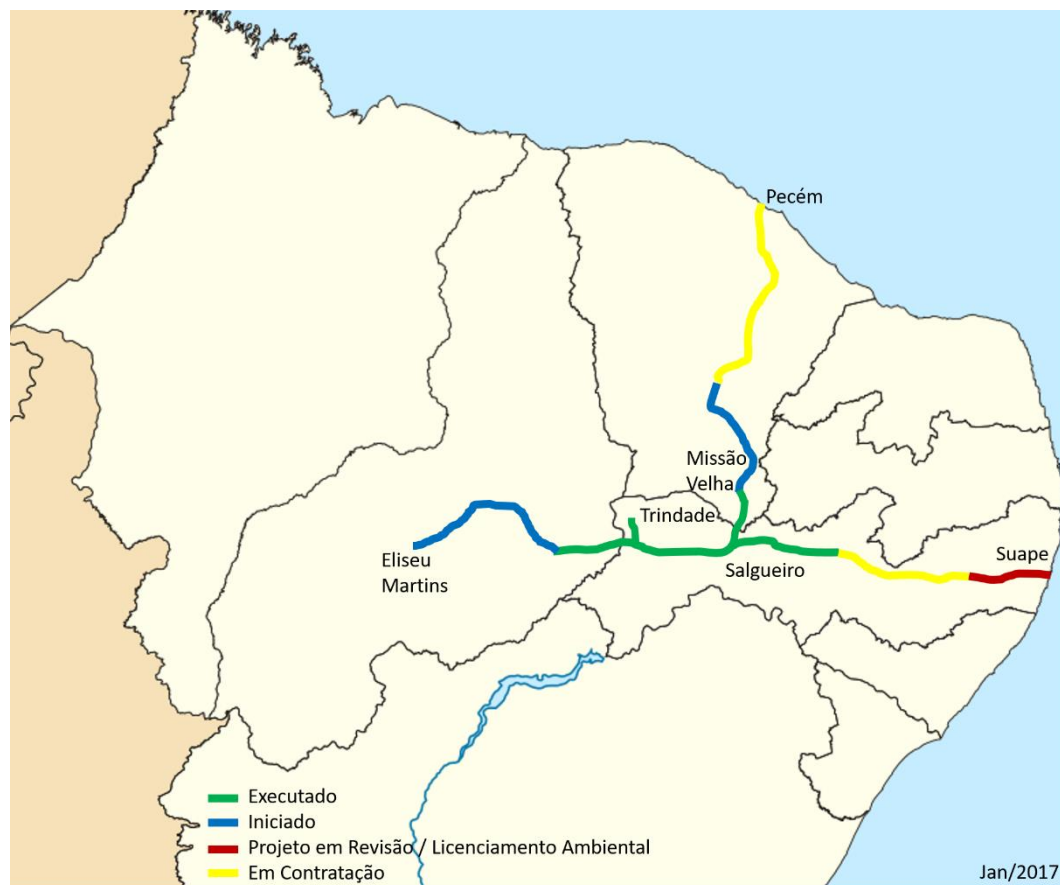 Pecém
Missão
Velha
Trindade
Eliseu
Martins
Salgueiro
Suape
Executado
Iniciado
Projeto em Revisão / Licenciamento Ambiental
Em Contratação
Jan/2017